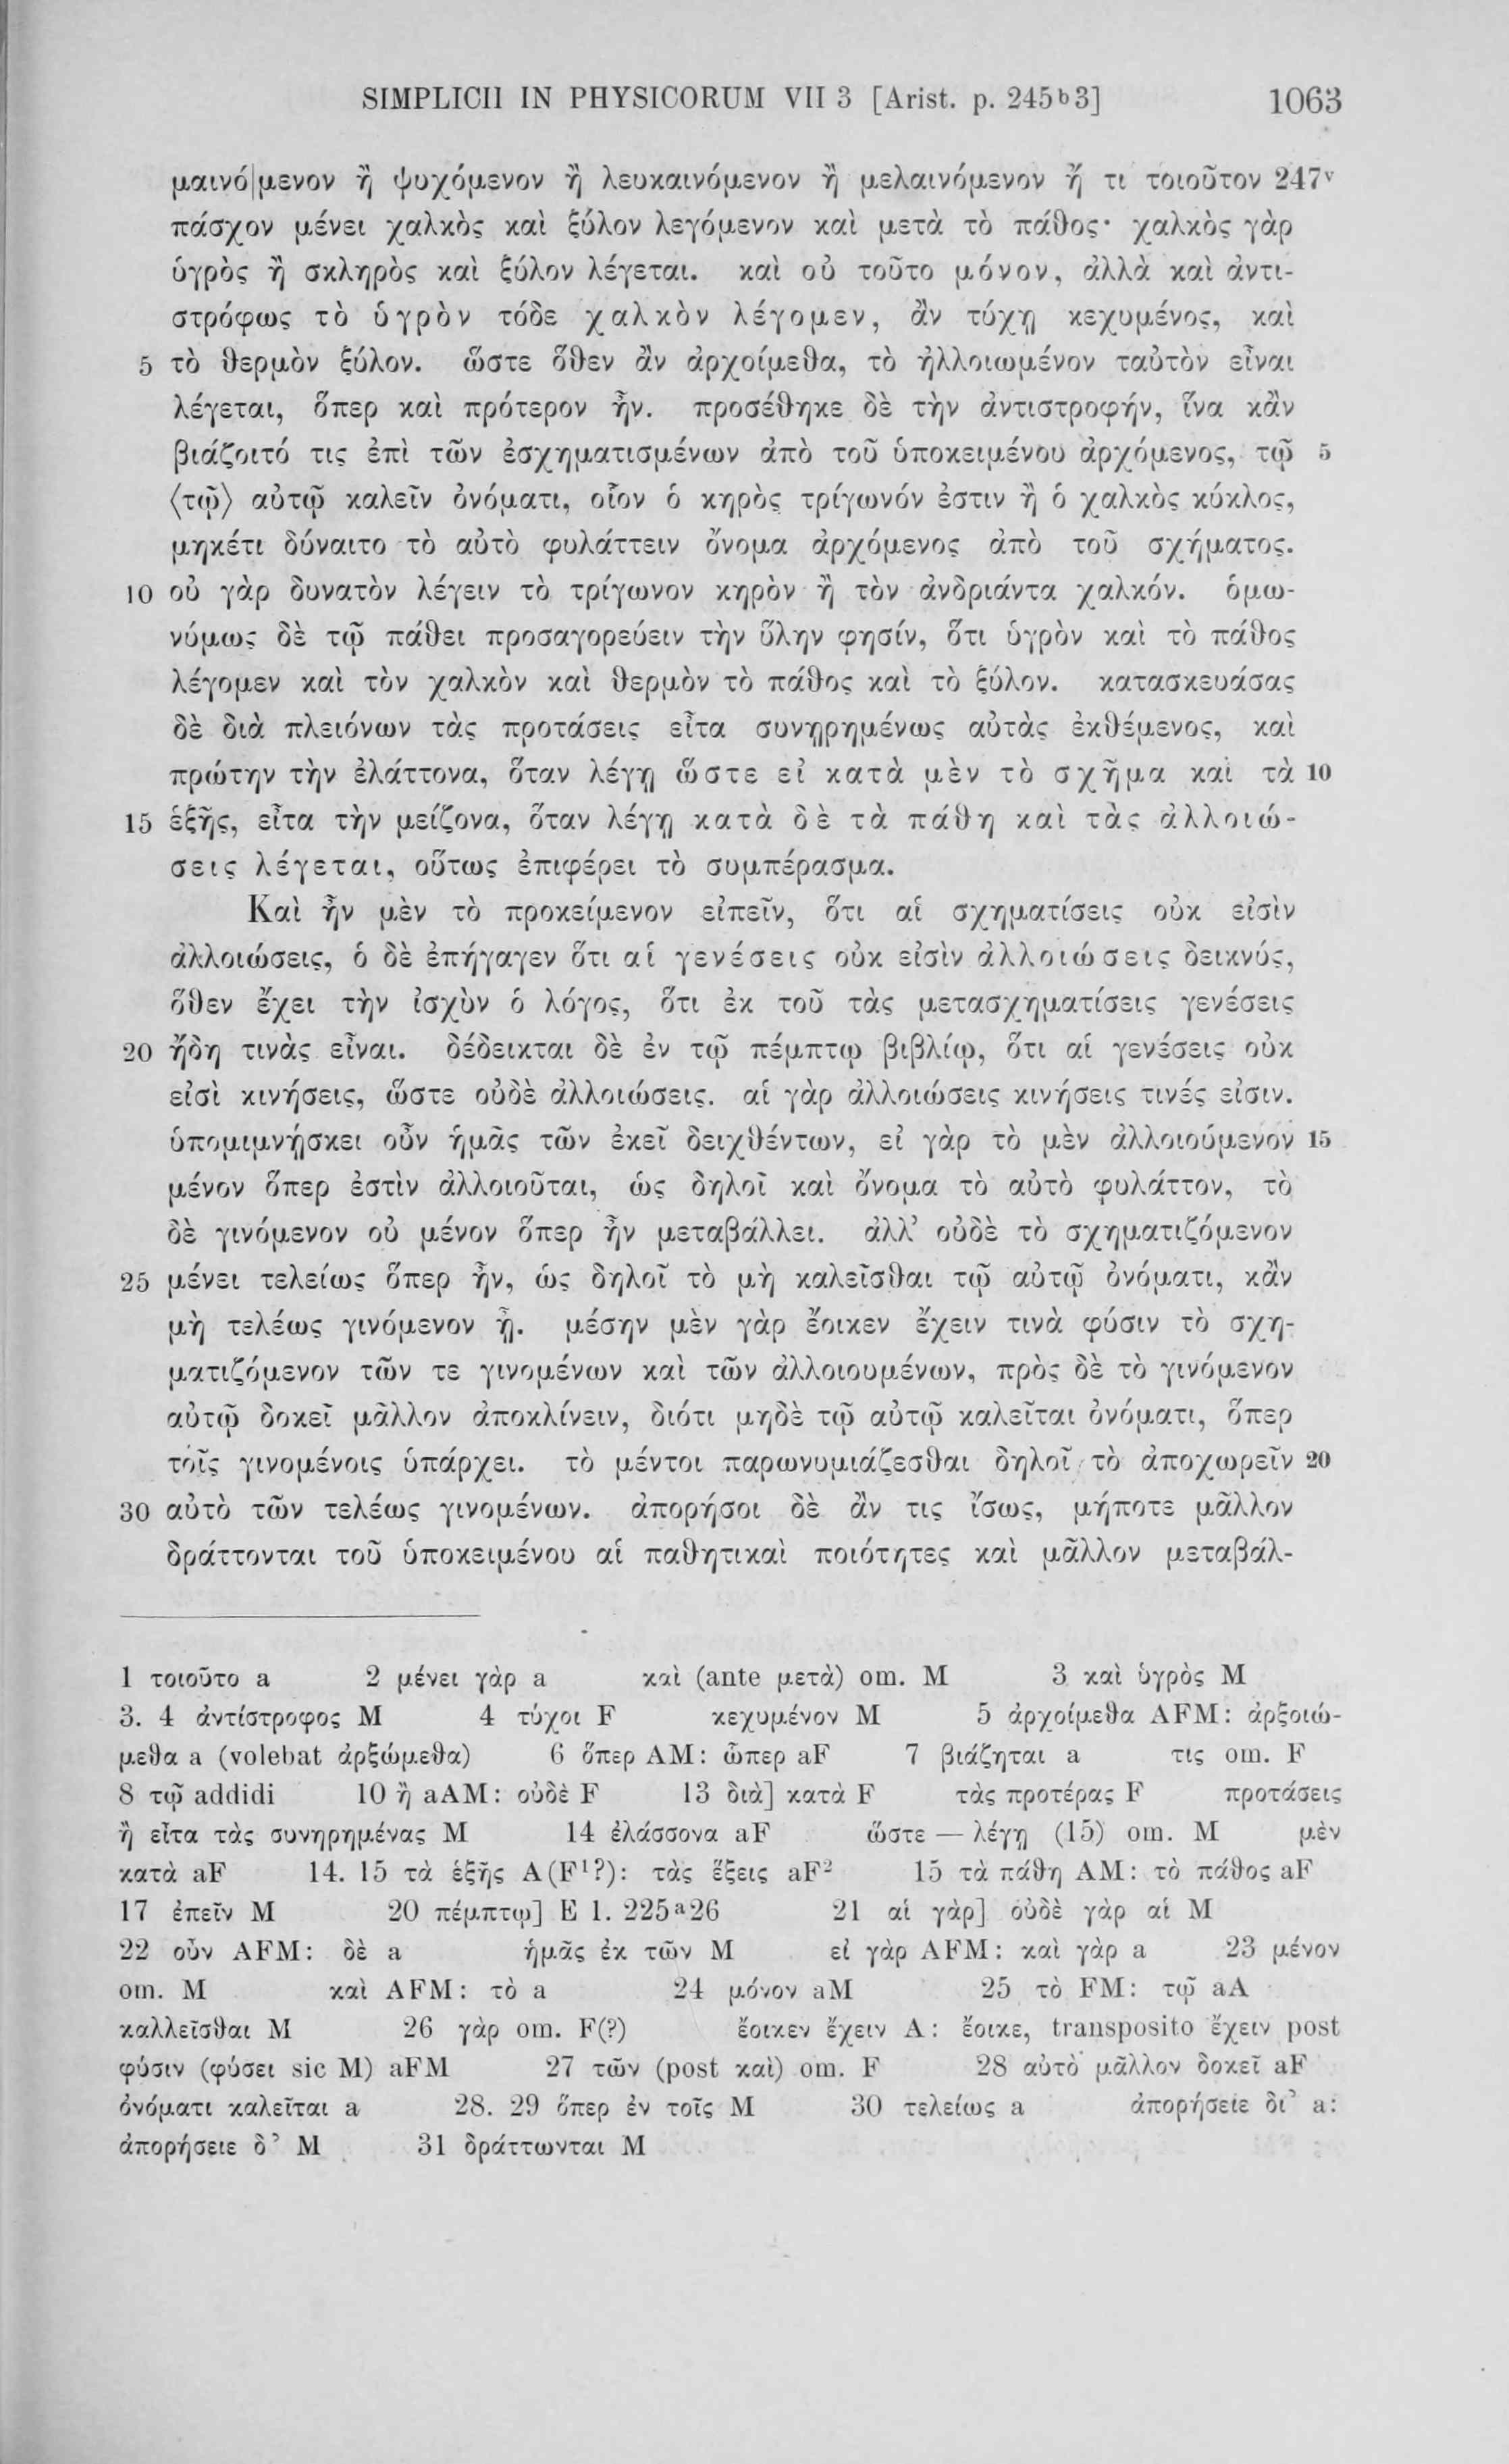 SIMPLICII IN PHYSICORUM VII 3 [Arist. p. 245ᵇ3] 1063
μαινό|μενον ἢ ψυχόμενον ἢ λευκαινόμενον ἢ μελαινόμενον ἤ τι τοιοῦτον 247ᵛ
πάσχον μένει χαλκὸς καὶ ξύλον λεγόμενον καὶ μετὰ τὸ πάθος· χαλκὸς γὰρ
ὑγρὸς ἢ σκληρὸς καὶ ξύλον λέγεται. καὶ οὐ τοῦτο μόνον, ἀλλὰ καὶ ἀντι-
στρόφως τὸ ὑγρὸν τόδε χαλκὸν λέγομεν, ἂν τύχῃ κεχυμένος, καὶ
5 τὸ θερμὸν ξύλον. ὥστε ὅθεν ἂν ἀρχοίμεθα, τὸ ἠλλοιωμένον ταὐτὸν εἶναι
λέγεται, ὅπερ καὶ πρότερον ἦν. προσέθηκε δὲ τὴν ἀντιστροφήν, ἵνα κἂν
βιάζοιτό τις ἐπὶ τῶν ἐσχηματισμένων ἀπὸ τοῦ ὑποκειμένου ἀρχόμενος, τῷ 5
⟨τῷ⟩ αὐτῷ καλεῖν ὀνόματι, οἷον ὁ κηρὸς τρίγωνόν ἐστιν ἢ ὁ χαλκὸς κύκλος,
μηκέτι δύναιτο τὸ αὐτὸ φυλάττειν ὄνομα ἀρχόμενος ἀπὸ τοῦ σχήματος.
10 οὐ γὰρ δυνατὸν λέγειν τὸ τρίγωνον κηρὸν ἢ τὸν ἀνδριάντα χαλκόν. ὁμω-
νύμως δὲ τῷ πάθει προσαγορεύειν τὴν ὕλην φησίν, ὅτι ὑγρὸν καὶ τὸ πάθος
λέγομεν καὶ τὸν χαλκὸν καὶ θερμὸν τὸ πάθος καὶ τὸ ξύλον. κατασκευάσας
δὲ διὰ πλειόνων τὰς προτάσεις εἶτα συνῃρημένως αὐτὰς ἐκθέμενος, καὶ
πρώτην τὴν ἐλάττονα, ὅταν λέγῃ ὥστε εἰ κατὰ μὲν τὸ σχῆμα καὶ τὰ 10
15 ἑξῆς, εἶτα τὴν μείζονα, ὅταν λέγῃ κατὰ δὲ τὰ πάθη καὶ τὰς ἀλλοιώ-
σεις λέγεται, οὕτως ἐπιφέρει τὸ συμπέρασμα.
Καὶ ἦν μὲν τὸ προκείμενον εἰπεῖν, ὅτι αἱ σχηματίσεις οὐκ εἰσὶν
ἀλλοιώσεις, ὁ δὲ ἐπήγαγεν ὅτι αἱ γενέσεις οὐκ εἰσὶν ἀλλοιώσεις δεικνύς,
ὅθεν ἔχει τὴν ἰσχὺν ὁ λόγος, ὅτι ἐκ τοῦ τὰς μετασχηματίσεις γενέσεις
20 ἤδη τινὰς εἶναι. δέδεικται δὲ ἐν τῷ πέμπτῳ βιβλίῳ, ὅτι αἱ γενέσεις οὐκ
εἰσὶ κινήσεις, ὥστε οὐδὲ ἀλλοιώσεις. αἱ γὰρ ἀλλοιώσεις κινήσεις τινές εἰσιν.
ὑπομιμνήσκει οὖν ἡμᾶς τῶν ἐκεῖ δειχθέντων, εἰ γὰρ τὸ μὲν ἀλλοιούμενον 15
μένον ὅπερ ἐστὶν ἀλλοιοῦται, ὡς δηλοῖ καὶ ὄνομα τὸ αὐτὸ φυλάττον, τὸ
δὲ γινόμενον οὐ μένον ὅπερ ἦν μεταβάλλει. ἀλλ’ οὐδὲ τὸ σχηματιζόμενον
25 μένει τελείως ὅπερ ἦν, ὡς δηλοῖ τὸ μὴ καλεῖσθαι τῷ αὐτῷ ὀνόματι, κἂν
μὴ τελέως γινόμενον ᾖ. μέσην μὲν γὰρ ἔοικεν ἔχειν τινὰ φύσιν τὸ σχη-
ματιζόμενον τῶν τε γινομένων καὶ τῶν ἀλλοιουμένων, πρὸς δὲ τὸ γινόμενον
αὐτῷ δοκεῖ μᾶλλον ἀποκλίνειν, διότι μηδὲ τῷ αὐτῷ καλεῖται ὀνόματι, ὅπερ
τοῖς γινομένοις ὑπάρχει. τὸ μέντοι παρωνυμιάζεσθαι δηλοῖ τὸ ἀποχωρεῖν 20
30 αὐτὸ τῶν τελέως γινομένων. ἀπορήσοι δὲ ἄν τις ἴσως, μήποτε μᾶλλον
δράττονται τοῦ ὑποκειμένου αἱ παθητικαὶ ποιότητες καὶ μᾶλλον μεταβάλ-
1 τοιοῦτο a 2 μένει γὰρ a καὶ (ante μετὰ) om. M 3 καὶ ὑγρὸς M
3. 4 ἀντίστροφος M 4 τύχοι F κεχυμένον M 5 ἀρχοίμεθα AFM: ἀρξοιώ-
μεθα a (volebat ἀρξώμεθα) 6 ὅπερ AM: ὧπερ aF 7 βιάζηται a τις om. F
8 τῷ addidi 10 ἢ aAM: οὐδὲ F 13 διὰ] κατὰ F τὰς προτέρας F προτάσεις
ἢ εἶτα τὰς συνηρημένας M 14 ἐλάσσονα aF ὥστε — λέγῃ (15) om. M μὲν
κατὰ aF 14. 15 τὰ ἑξῆς A(F¹?): τὰς ἕξεις aF² 15 τὰ πάθη AM: τὸ πάθος aF
17 ἐπεῖν M 20 πέμπτῳ] E 1. 225ᵃ26 21 αἱ γὰρ] οὐδὲ γὰρ αἱ M
22 οὖν AFM: δὲ a ἡμᾶς ἐκ τῶν M εἰ γὰρ AFM: καὶ γὰρ a 23 μένον
om. M καὶ AFM: τὸ a 24 μόνον aM 25 τὸ FM: τῷ aA
καλλεῖσθαι M 26 γὰρ om. F(?) ἔοικεν ἔχειν A: ἔοικε, transposito ἔχειν post
φύσιν (φύσει sic M) aFM 27 τῶν (post καὶ) om. F 28 αὐτὸ μᾶλλον δοκεῖ aF
ὀνόματι καλεῖται a 28. 29 ὅπερ ἐν τοῖς M 30 τελείως a ἀπορήσειε δι’ a:
ἀπορήσειε δ’ M 31 δράττωνται M